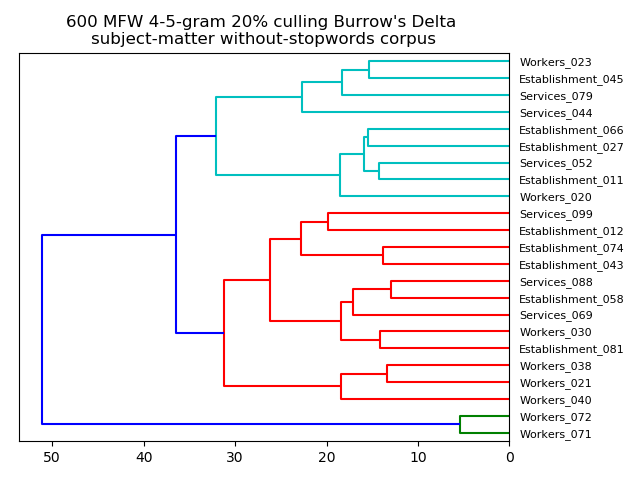 600 MFW 4-5-gram 20% culling Burrow's Delta
subject-matter without-stopwords corpus
Workers_023
Establishment_045
Services_079
Services_044
Establishment_066
Establishment_027
Services_052
Establishment_011
Workers_020
Services_099
Establishment_012
Establishment_074
Establishment_043
Services_088
Establishment_058
Services_069
Workers_030
Establishment_081
Workers_038
Workers_021
Workers_040
Workers_072
Workers_071
50 40 30 20 10 0